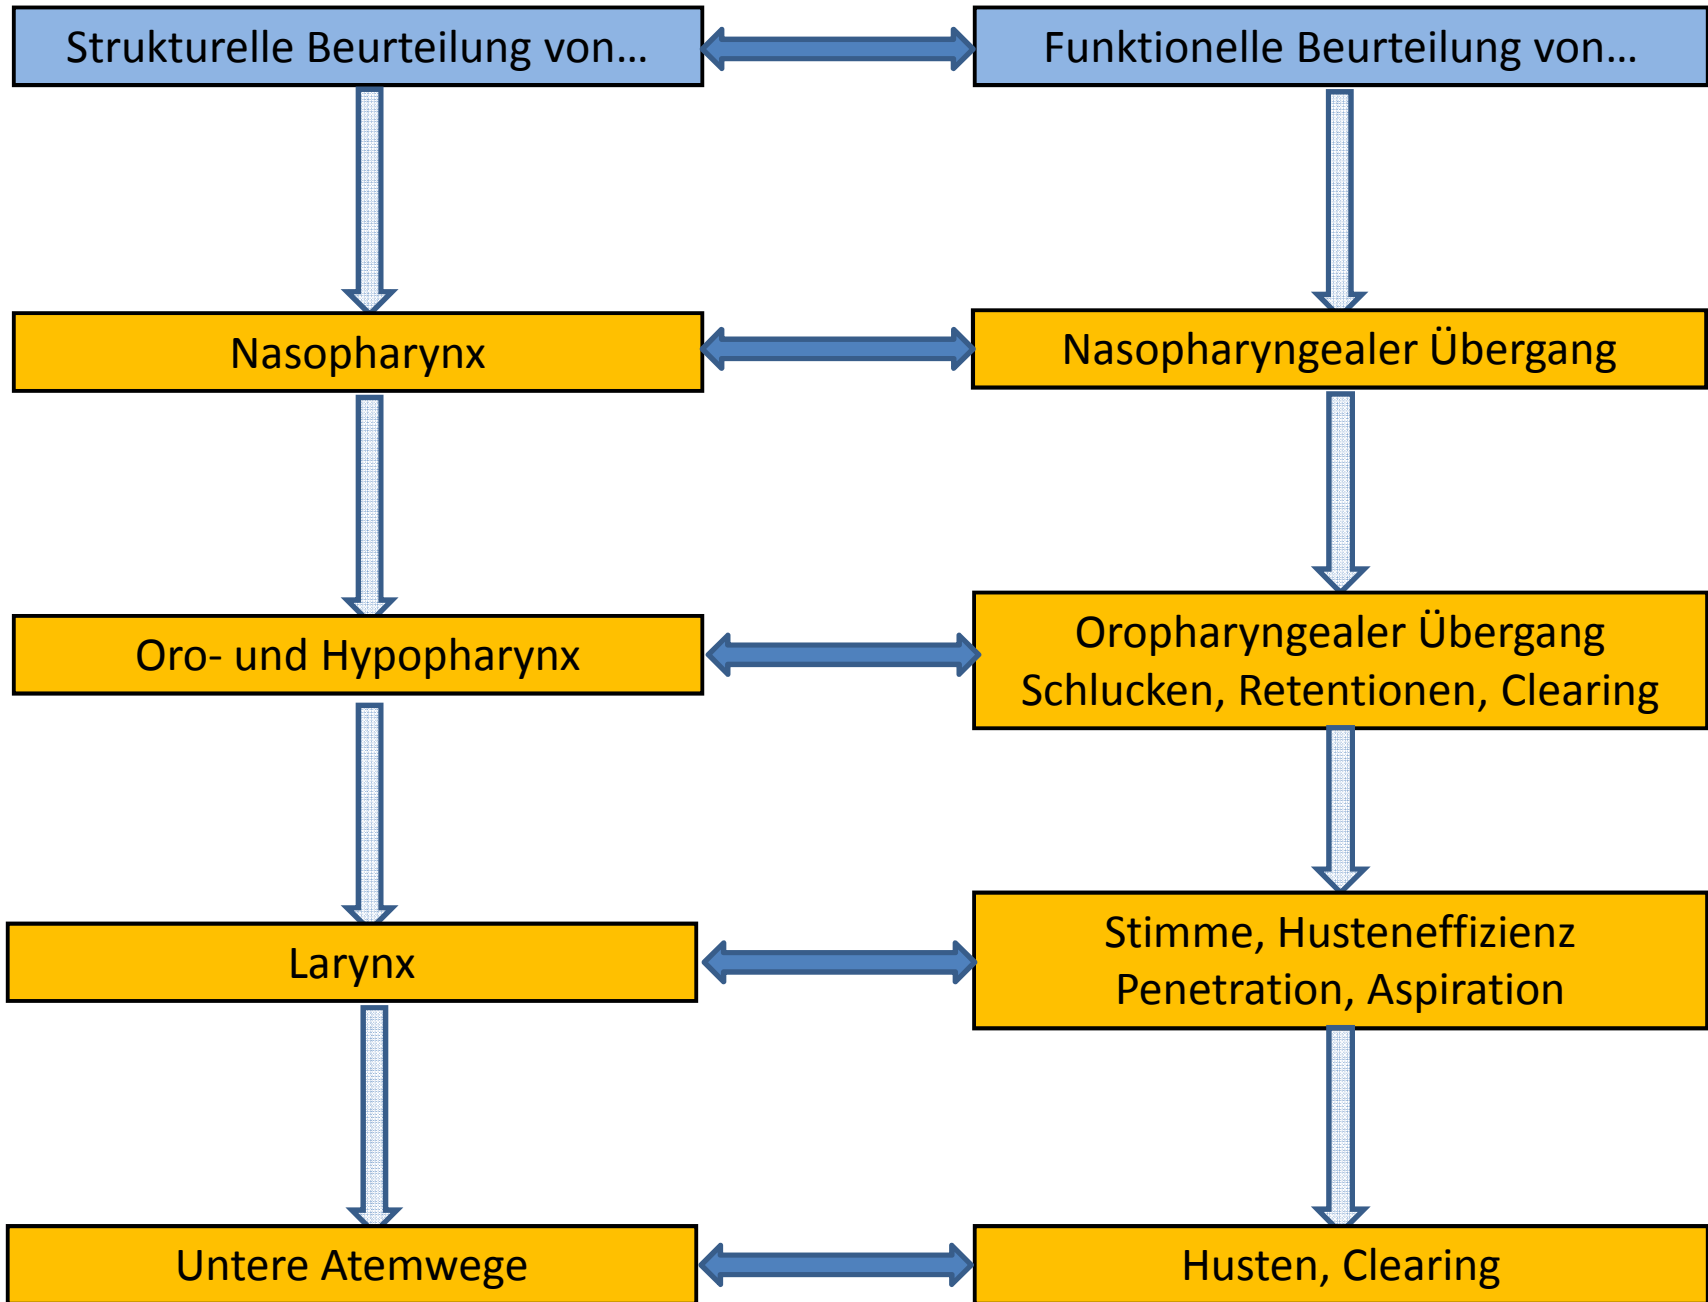 Strukturelle Beurteilung von…
Funktionelle Beurteilung von…
Nasopharynx
Nasopharyngealer Übergang
Oro- und Hypopharynx
Oropharyngealer Übergang
Schlucken, Retentionen, Clearing
Larynx
Stimme, Husteneffizienz
Penetration, Aspiration
Untere Atemwege
Husten, Clearing